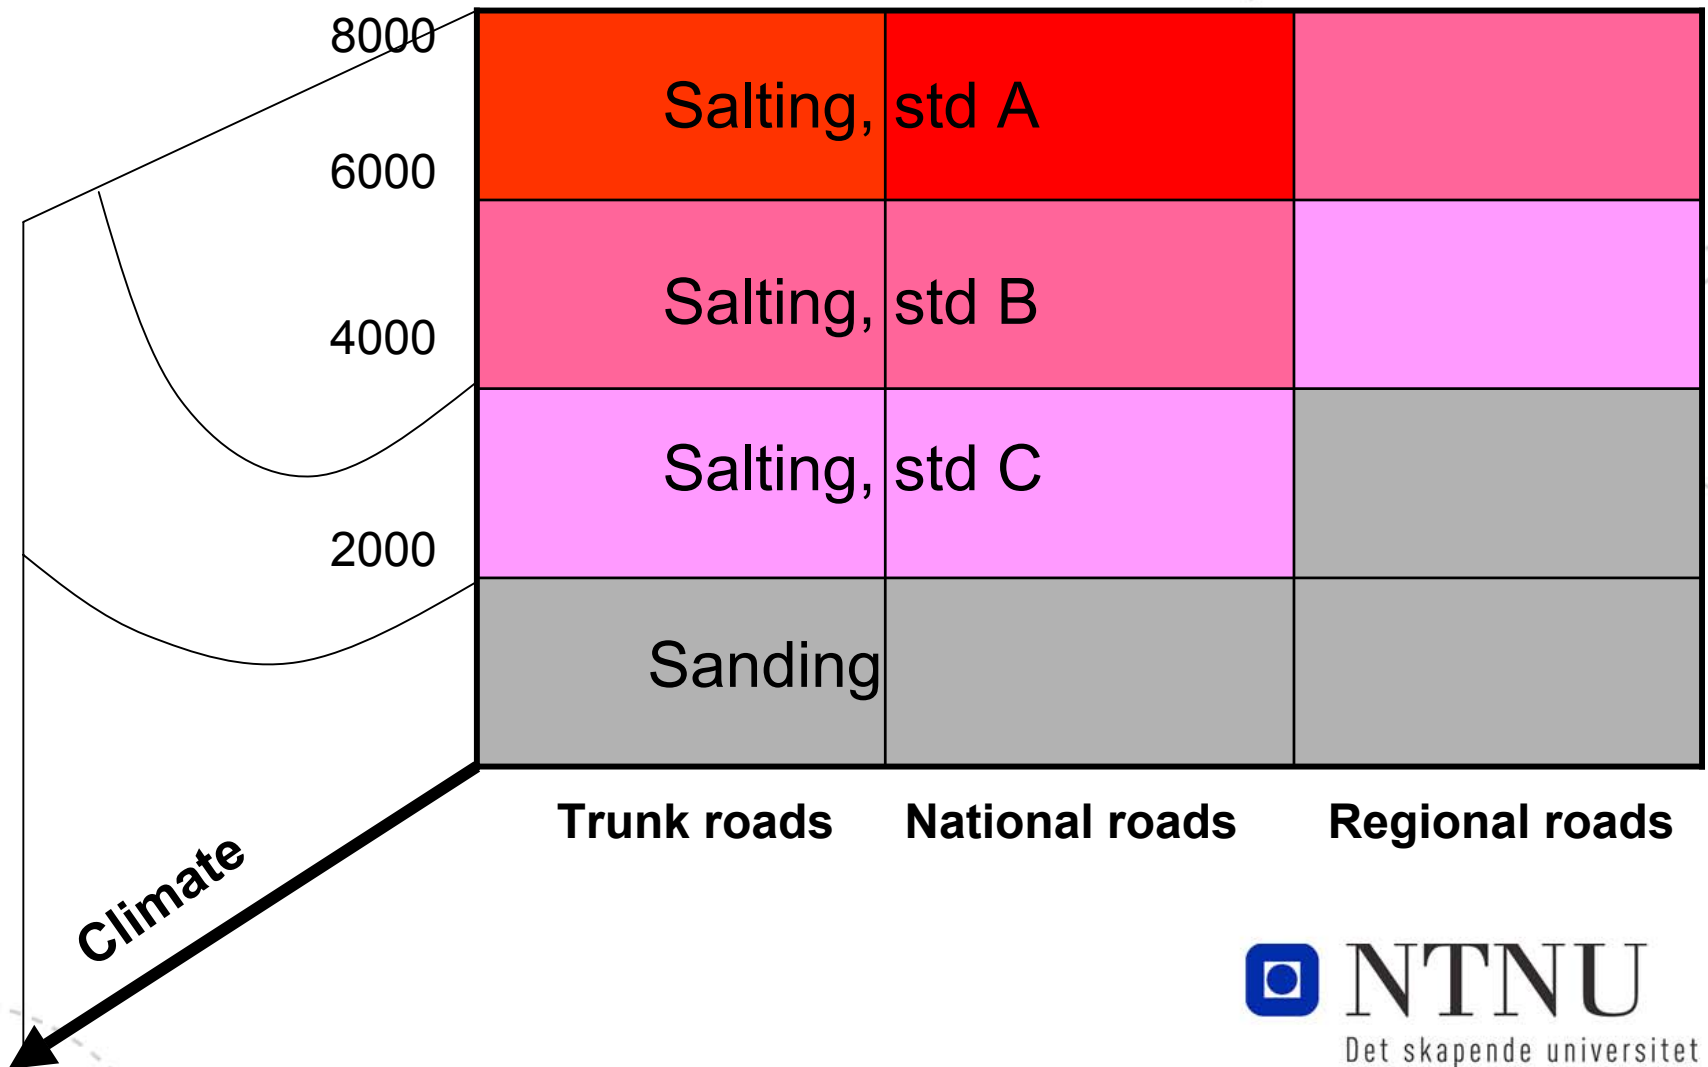 8000
Salting, std A
6000
Salting, std B
4000
Salting, std C
2000
Sanding
Trunk roads
National roads
Regional roads
Climate
NTNU
Det skapende universitet